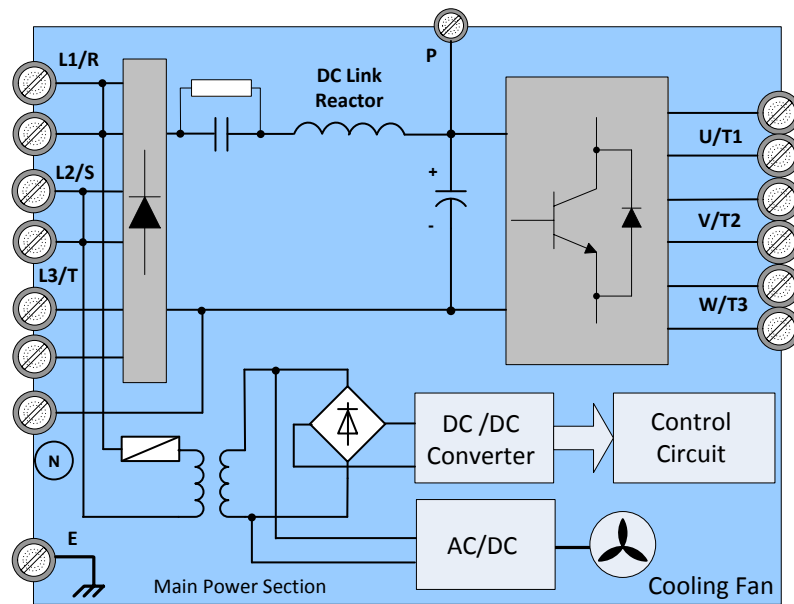 L1/R
P
DC Link
Reactor
U/T1
L2/S
+
-
V/T2
L3/T
W/T3
DC /DC
Converter
Control
Circuit
N
E
AC/DC
Main Power Section
Cooling Fan